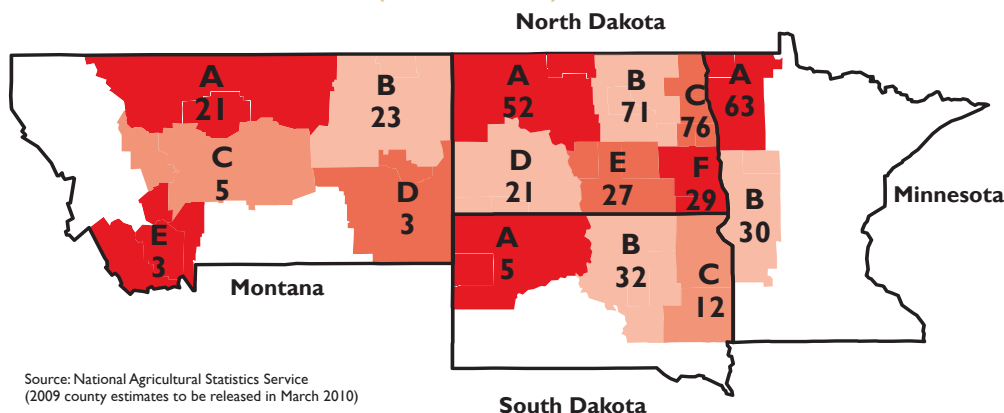 North Dakota
A
21
B
23
C
5
D
3
E
3
Montana
A
52
B
71
C
76
D
21
E
27
F
29
A
63
B
30
Minnesota
A
5
B
32
C
12
South Dakota
Source: National Agricultural Statistics Service
(2009 county estimates to be released in March 2010)